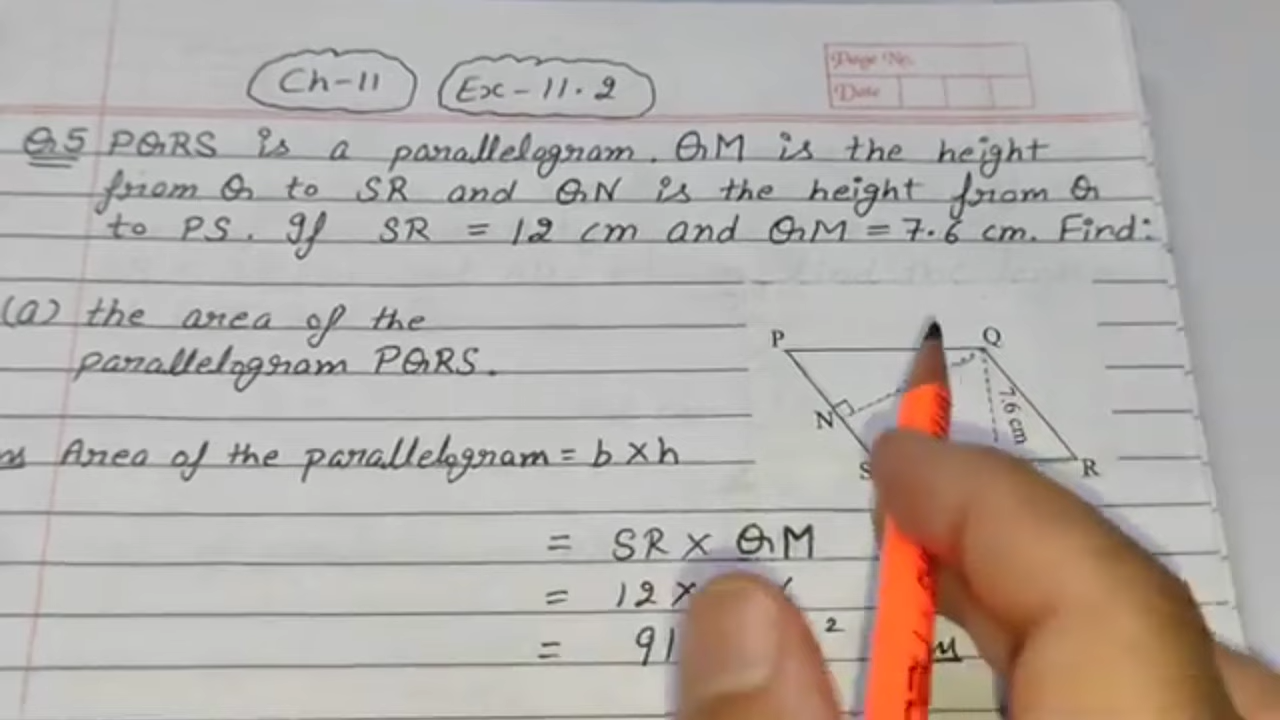 Ch-11
Ex-11.2
Page No.
Date
Q5 PQRS is a parallelogram. QM is the height
from Q to SR and QN is the height from Q
to PS. If SR = 12 cm and QM = 7.6 cm. Find:
(a) the area of the
parallelogram PQRS.
P
Q
N
7.6 cm
S
R
Area of the parallelogram = b×h
= SR × QM
= 12 ×
= 91 2